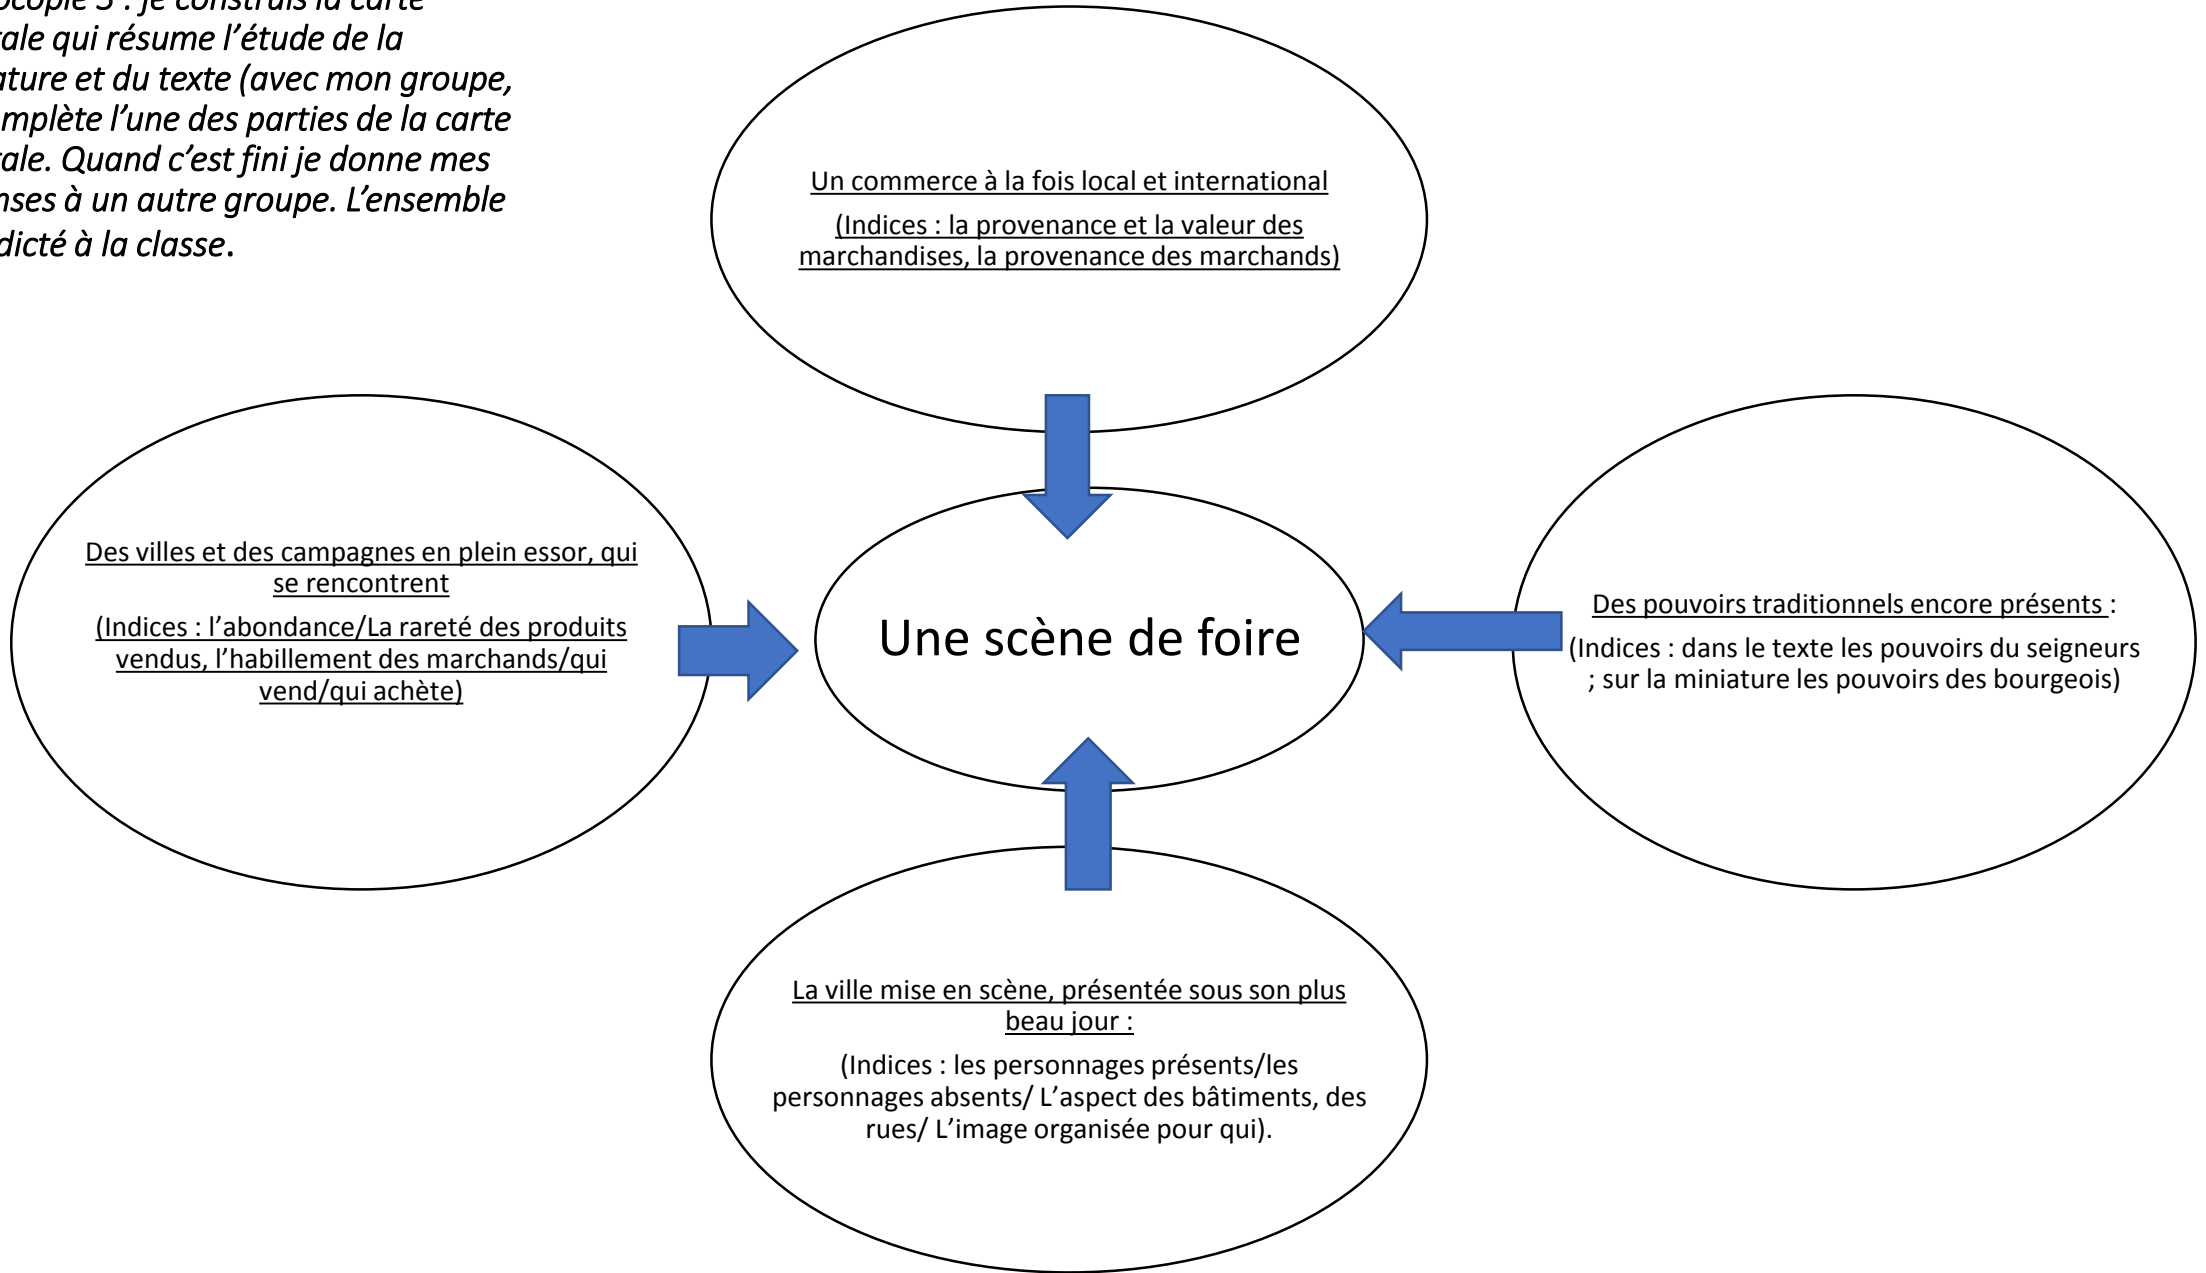 ocopie 3 : je construis la carte
tale qui résume l’étude de la
ature et du texte (avec mon groupe,
mplète l’une des parties de la carte
tale. Quand c’est fini je donne mes
nses à un autre groupe. L’ensemble
dicté à la classe.
Un commerce à la fois local et international
(Indices : la provenance et la valeur des
marchandises, la provenance des marchands)
Des villes et des campagnes en plein essor, qui
se rencontrent
(Indices : l’abondance/La rareté des produits
vendus, l’habillement des marchands/qui
vend/qui achète)
Une scène de foire
Des pouvoirs traditionnels encore présents :
(Indices : dans le texte les pouvoirs du seigneurs
; sur la miniature les pouvoirs des bourgeois)
La ville mise en scène, présentée sous son plus
beau jour :
(Indices : les personnages présents/les
personnages absents/ L’aspect des bâtiments, des
rues/ L’image organisée pour qui).